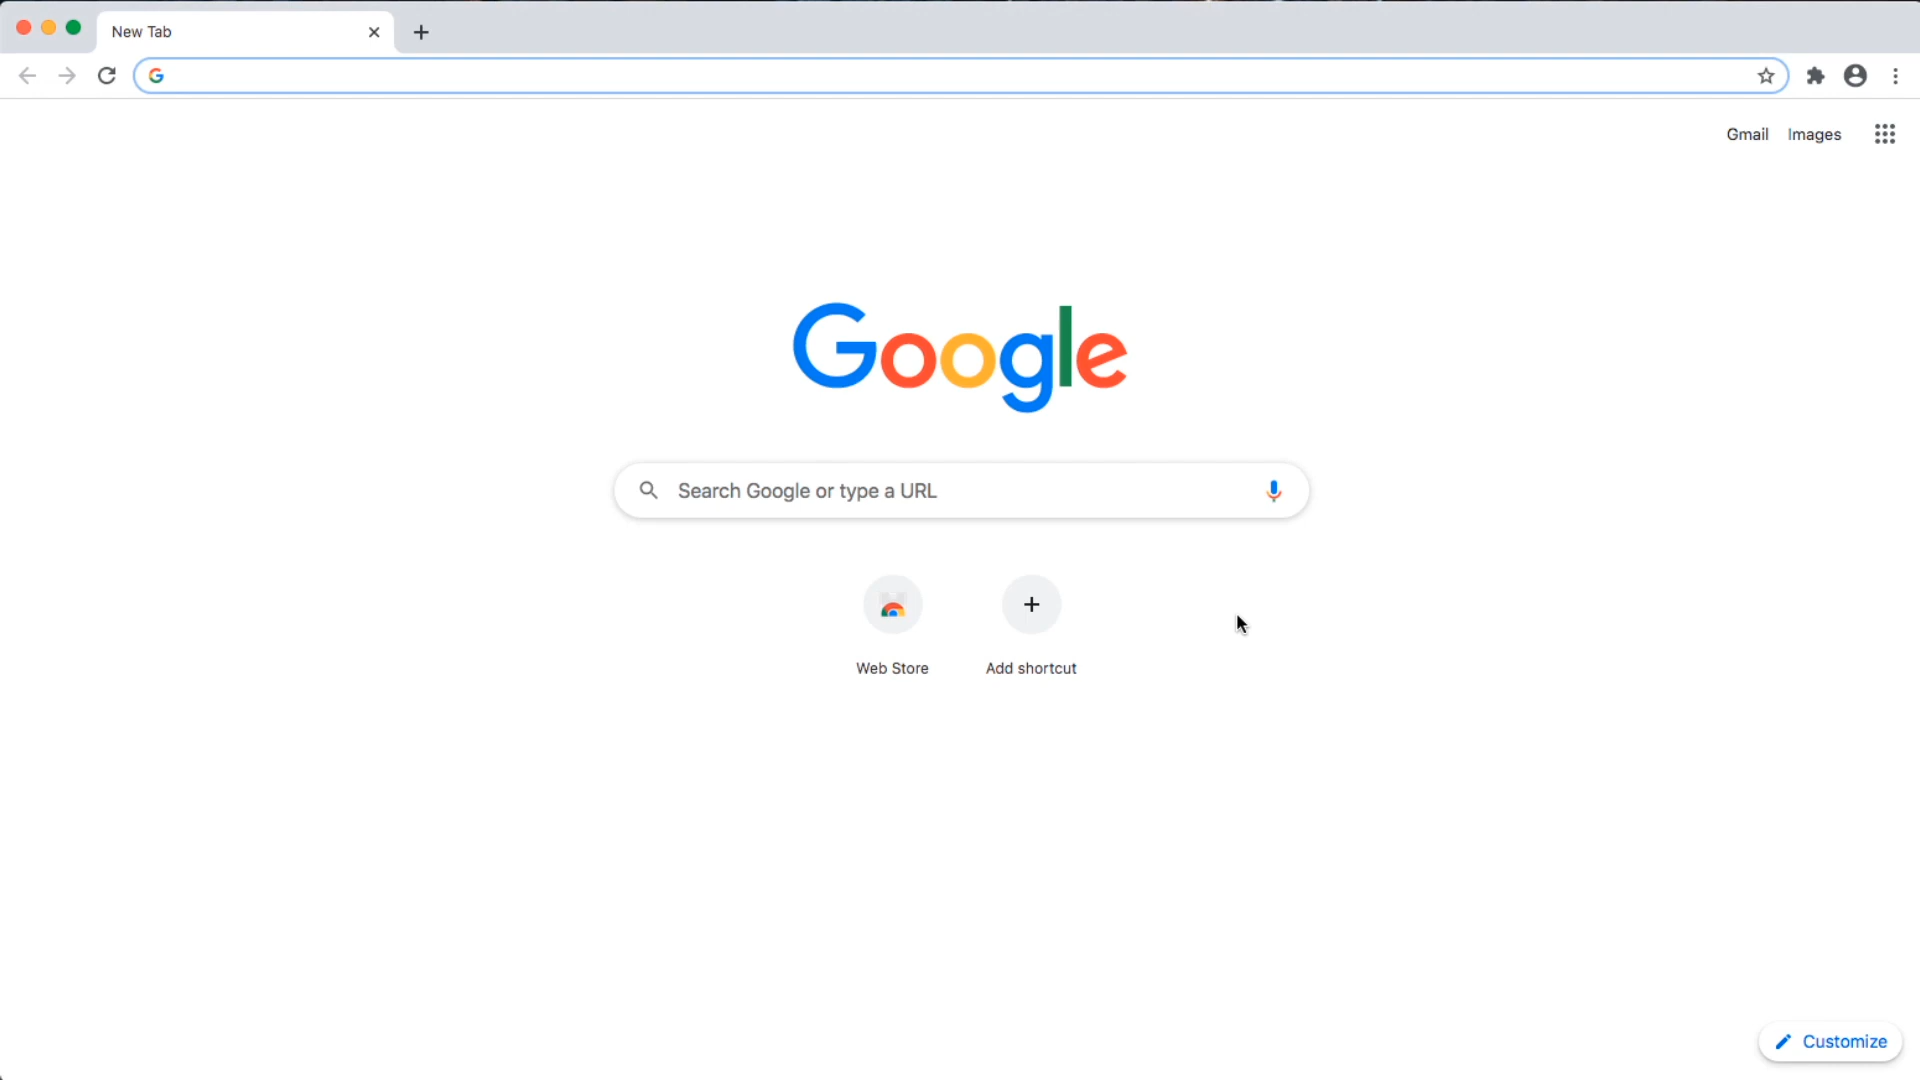 New Tab
Gmail Images
Google
Search Google or type a URL
Web Store Add shortcut
Customize